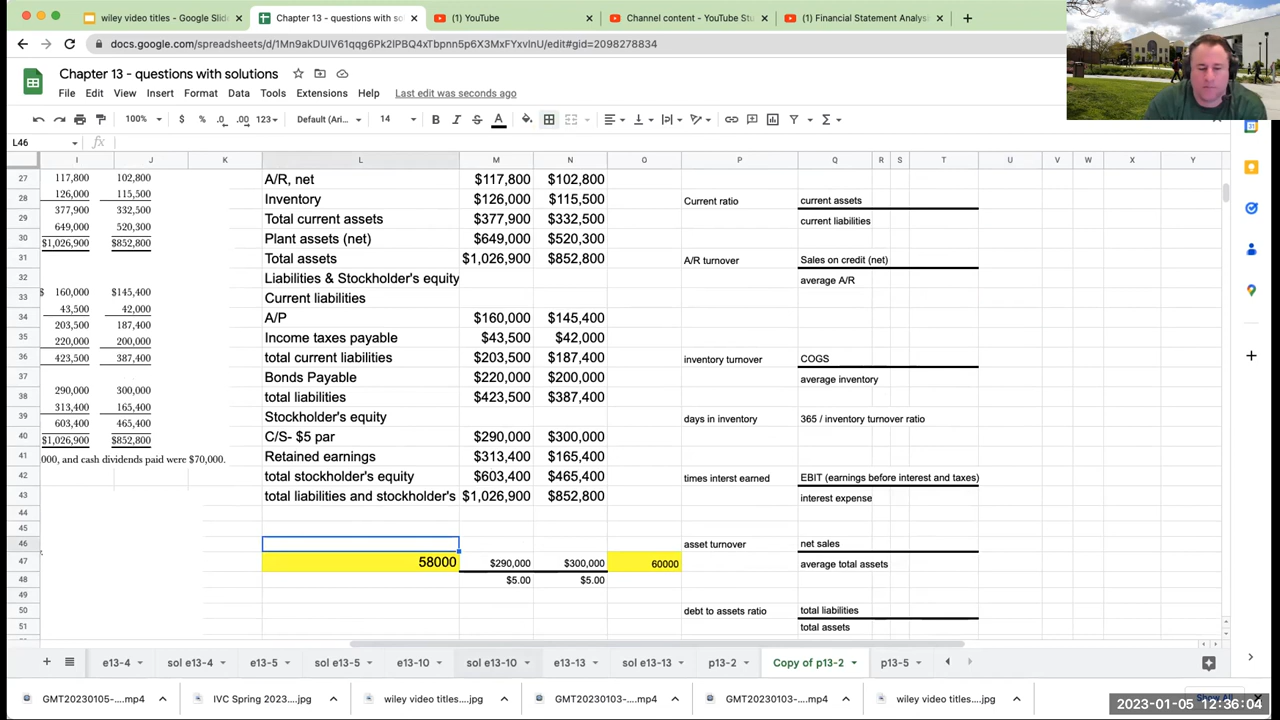 wiley video titles - Google Slid
Chapter 13 - questions with so
(1) YouTube
Channel content - YouTube Stu
(1) Financial Statement Analys
docs.google.com/spreadsheets/d/1Mn9akDUIV61qqg6Pk2IPBQ4xTbpnn5p6X3MxFYxvlnU/edit#gid=2098278834
Chapter 13 - questions with solutions
File Edit View Insert Format Data Tools Extensions Help Last edit was seconds ago
100% $ % .0 .00 123 Default (Ari... 14 B I S A
L46 fx
I J K L M N O P Q R S T U V W X Y
27 117,800 102,800 A/R, net $117,800 $102,800
28 126,000 115,500 Inventory $126,000 $115,500 Current ratio current assets
29 377,900 332,500 Total current assets $377,900 $332,500 current liabilities
30 649,000 520,300 Plant assets (net) $649,000 $520,300
$1,026,900 $852,800
31 Total assets $1,026,900 $852,800 A/R turnover Sales on credit (net)
32 Liabilities & Stockholder's equity average A/R
33 $ 160,000 $145,400 Current liabilities
34 43,500 42,000 A/P $160,000 $145,400
35 203,500 187,400 Income taxes payable $43,500 $42,000
36 220,000 200,000 total current liabilities $203,500 $187,400 inventory turnover COGS
423,500 387,400
37 Bonds Payable $220,000 $200,000 average inventory
38 290,000 300,000 total liabilities $423,500 $387,400
39 313,400 165,400 Stockholder's equity days in inventory 365 / inventory turnover ratio
40 603,400 465,400 C/S- $5 par $290,000 $300,000
$1,026,900 $852,800
41 000, and cash dividends paid were $70,000. Retained earnings $313,400 $165,400
42 total stockholder's equity $603,400 $465,400 times interst earned EBIT (earnings before interest and taxes)
43 total liabilities and stockholder's $1,026,900 $852,800 interest expense
44
45
46 asset turnover net sales
47 58000 $290,000 $300,000 60000 average total assets
48 $5.00 $5.00
49
50 debt to assets ratio total liabilities
51 total assets
e13-4 sol e13-4 e13-5 sol e13-5 e13-10 sol e13-10 e13-13 sol e13-13 p13-2 Copy of p13-2 p13-5
GMT20230105-....mp4 IVC Spring 2023....jpg wiley video titles....jpg GMT20230103-....mp4 GMT20230103-....mp4 wiley video titles....jpg Show All
2023-01-05 12:36:04